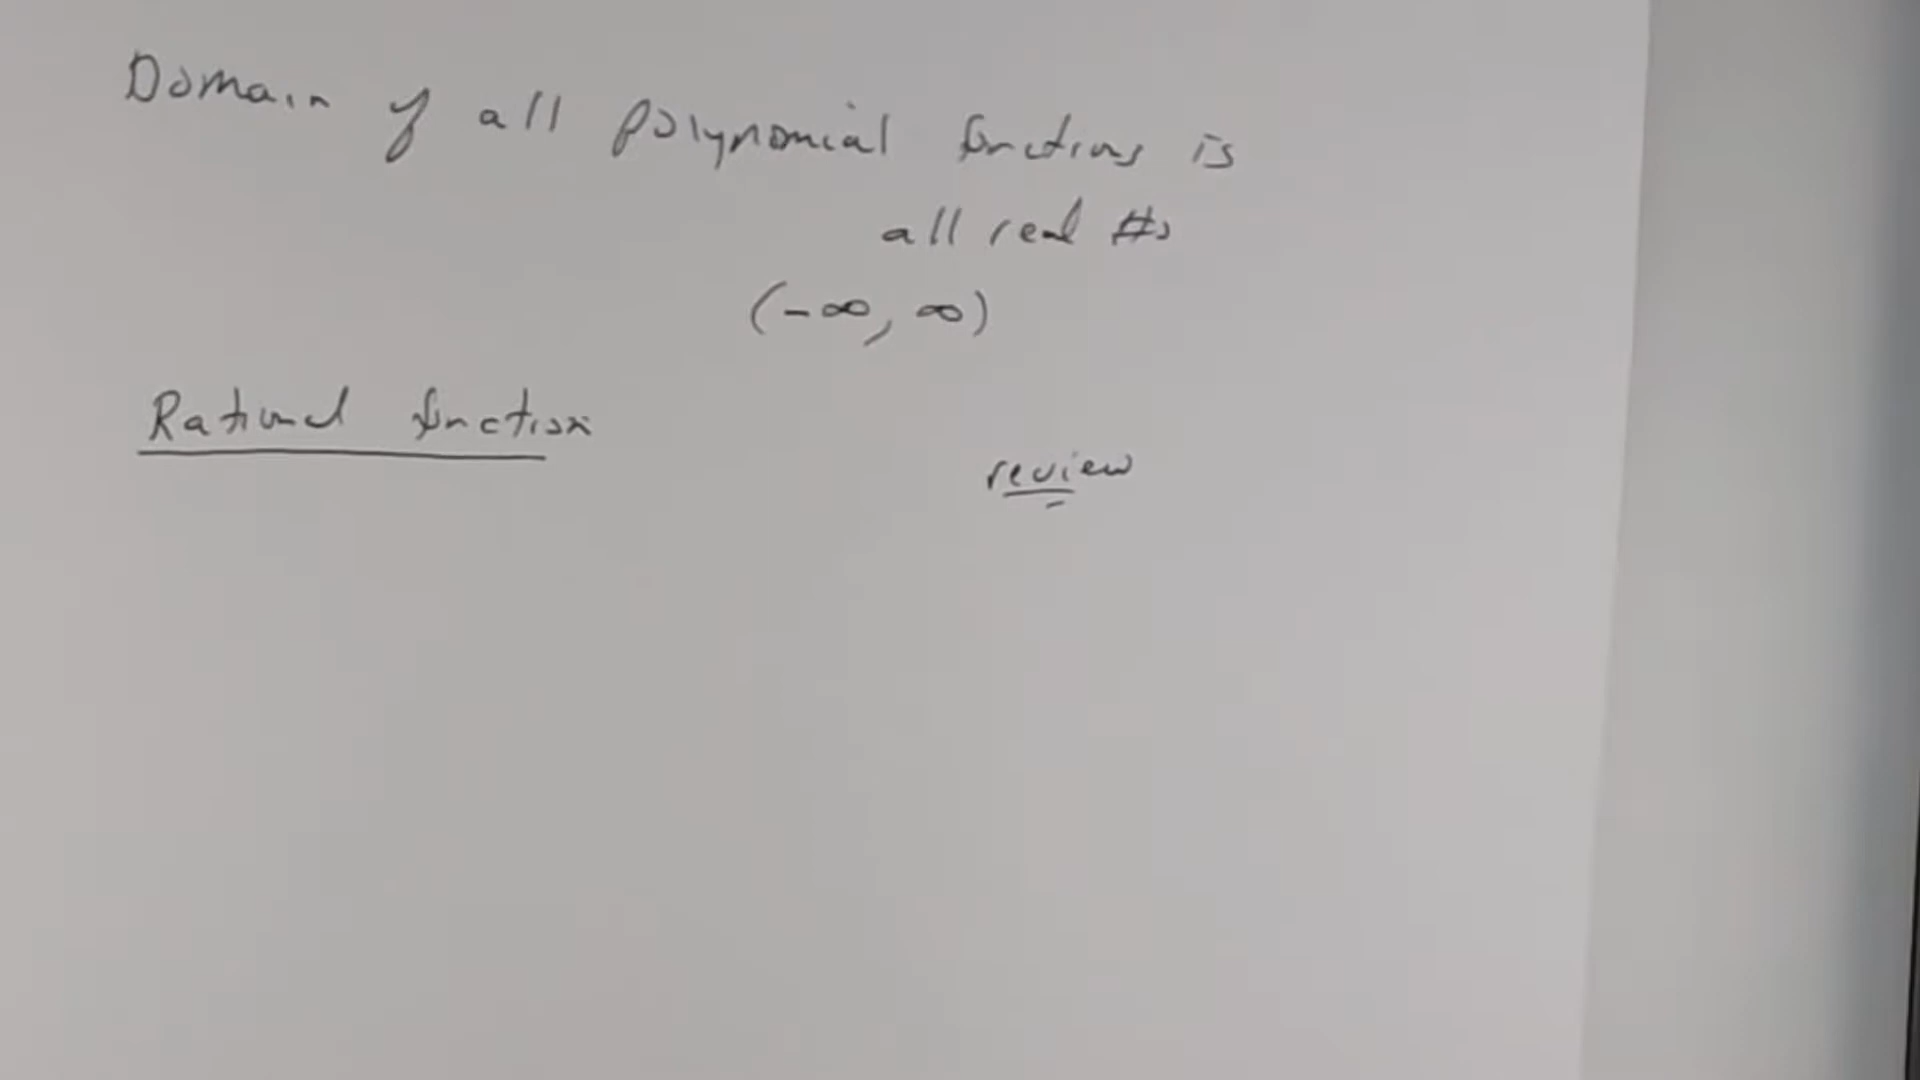 Domain of all polynomial functions is
all real #s
(-∞, ∞)
Rational function
review